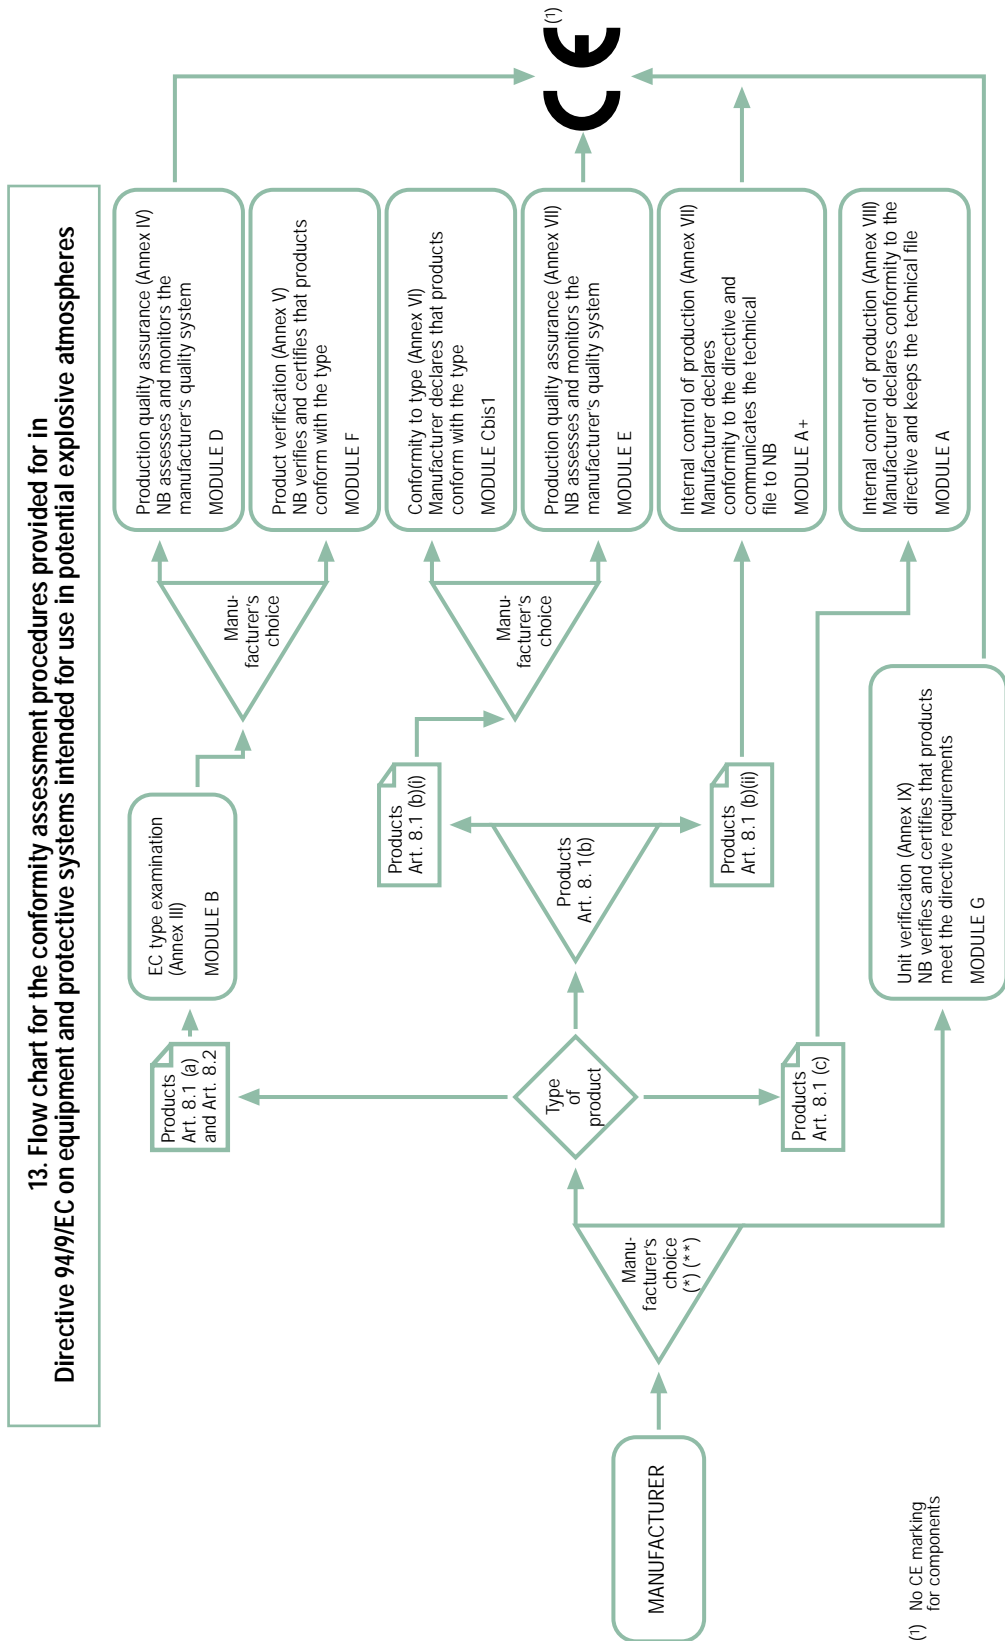 13. Flow chart for the conformity assessment procedures provided for in
Directive 94/9/EC on equipment and protective systems intended for use in potential explosive atmospheres
MANUFACTURER
Manu-
facturer's
choice
(*) (**)
Type
of
product
Products
Art. 8.1 (a)
and Art. 8.2
EC type examination
(Annex III)
MODULE B
Manu-
facturer's
choice
Production quality assurance (Annex IV)
NB assesses and monitors the
manufacturer's quality system
MODULE D
Product verification (Annex V)
NB verifies and certifies that products
conform with the type
MODULE F
Products
Art. 8. 1(b)
Products
Art. 8.1 (b)(i)
Manu-
facturer's
choice
Conformity to type (Annex VI)
Manufacturer declares that products
conform with the type
MODULE Cbis1
Production quality assurance (Annex VII)
NB assesses and monitors the
manufacturer's quality system
MODULE E
Products
Art. 8.1 (b)(ii)
Internal control of production (Annex VII)
Manufacturer declares
conformity to the directive and
communicates the technical
file to NB
MODULE A+
Products
Art. 8.1 (c)
Internal control of production (Annex VIII)
Manufacturer declares conformity to the
directive and keeps the technical file
MODULE A
Unit verification (Annex IX)
NB verifies and certifies that products
meet the directive requirements
MODULE G
CE (1)
(1) No CE marking
for components